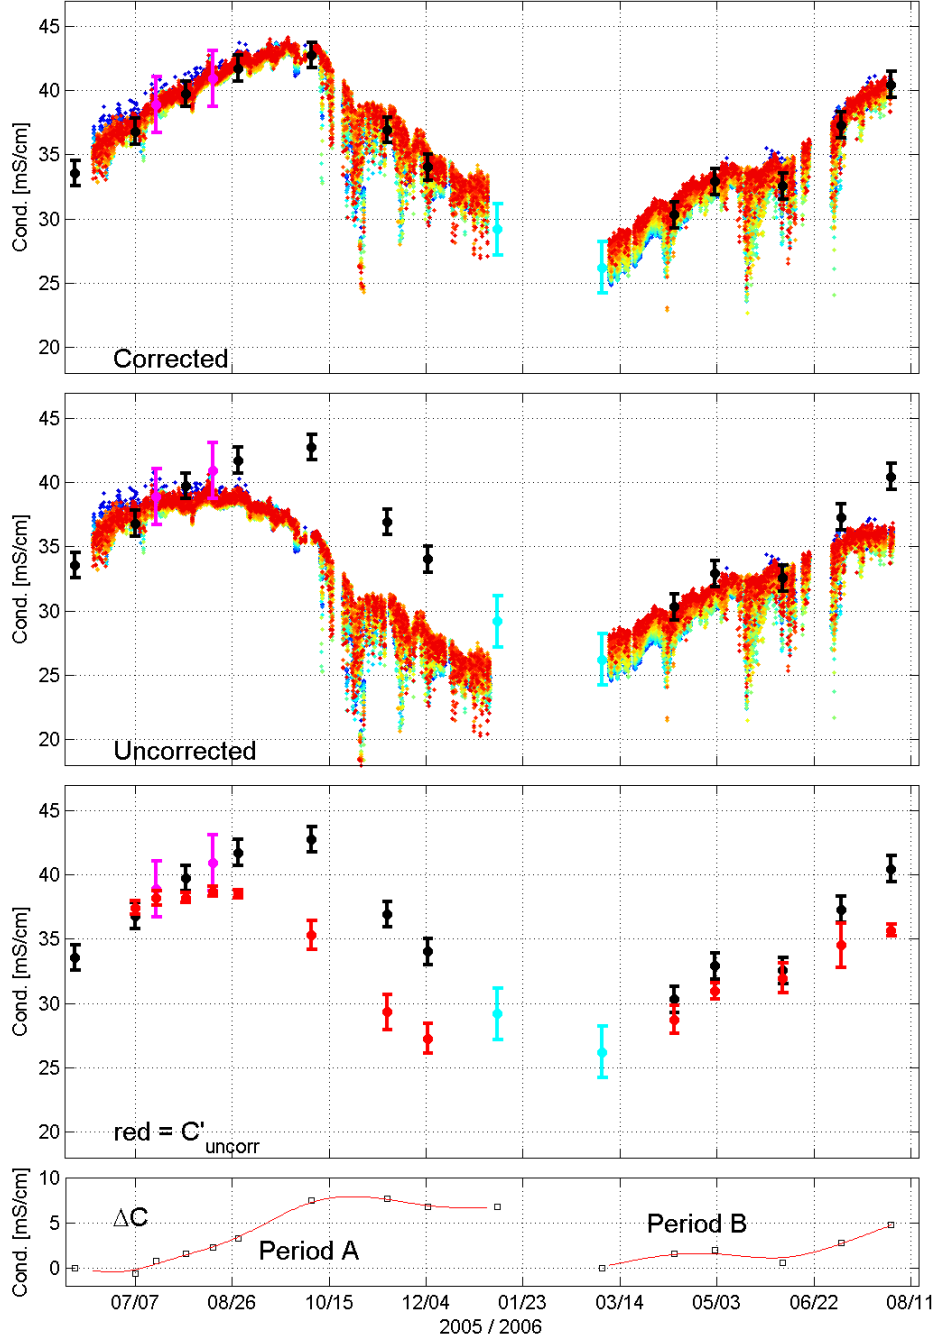 45
40
35
30
25
20
Cond. [mS/cm]
Corrected
45
40
35
30
25
20
Cond. [mS/cm]
Uncorrected
45
40
35
30
25
20
Cond. [mS/cm]
red = C'uncorr
10
5
0
Cond. [mS/cm]
ΔC
Period A
Period B
07/07 08/26 10/15 12/04 01/23 03/14 05/03 06/22 08/11
2005 / 2006